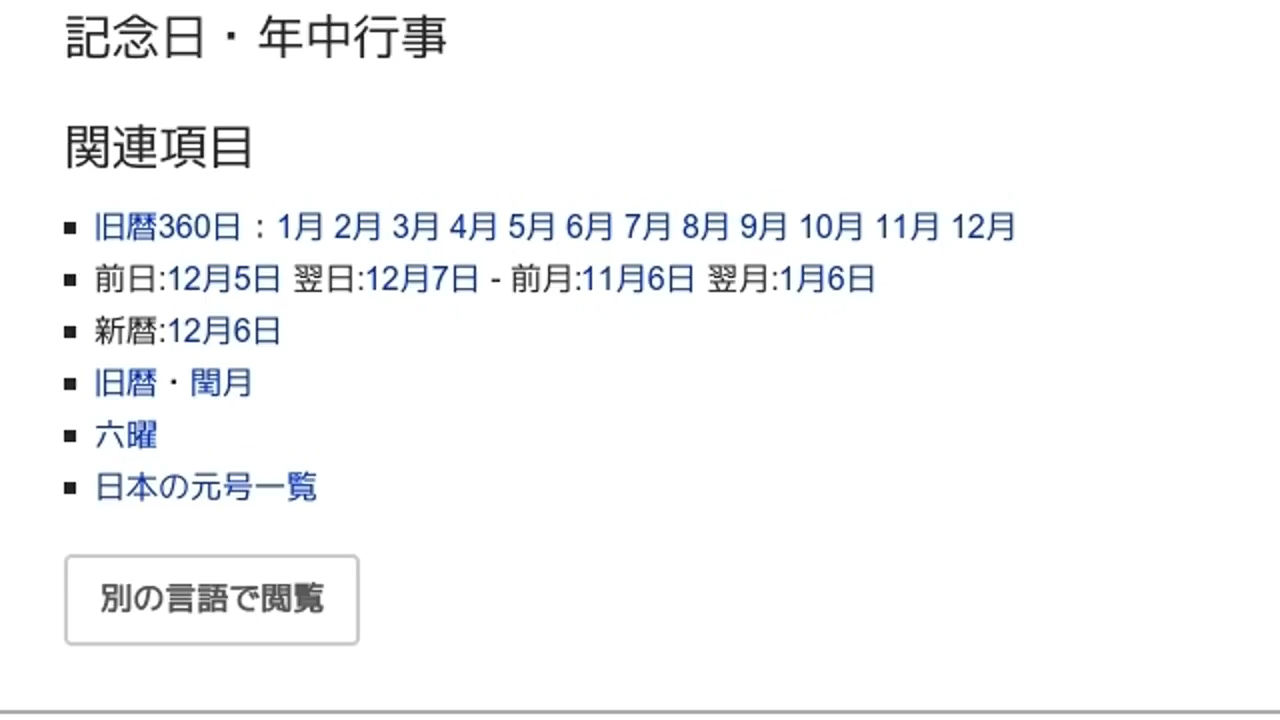 記念日・年中行事
関連項目
旧暦360日：1月 2月 3月 4月 5月 6月 7月 8月 9月 10月 11月 12月
前日:12月5日 翌日:12月7日 - 前月:11月6日 翌月:1月6日
新暦:12月6日
旧暦・閏月
六曜
日本の元号一覧
別の言語で閲覧